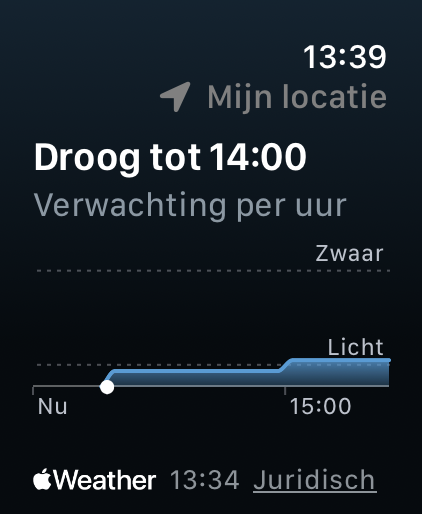 13:39
Mijn locatie
Droog tot 14:00
Verwachting per uur
Zwaar
Licht
Nu 15:00
Weather 13:34 Juridisch